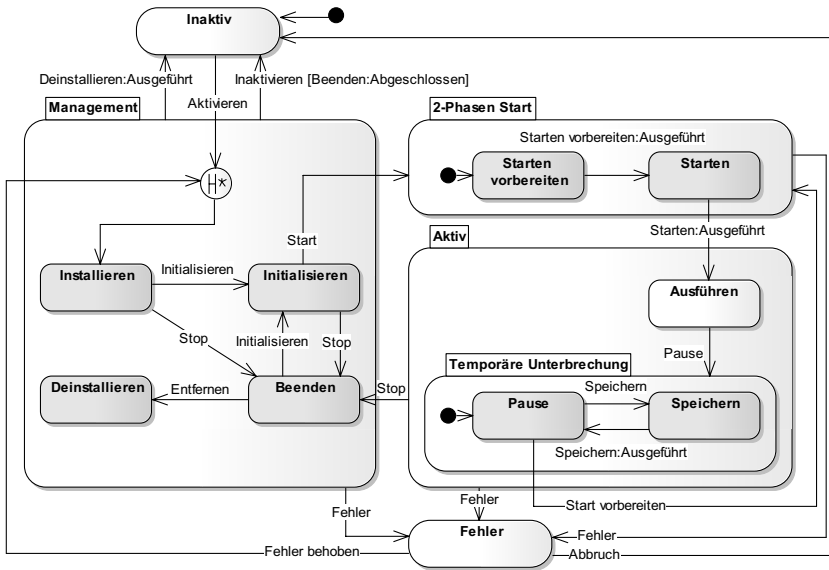 Inaktiv
Deinstallieren:Ausgeführt
Inaktivieren [Beenden:Abgeschlossen]
Aktivieren
Management
2-Phasen Start
Starten vorbereiten:Ausgeführt
Starten
vorbereiten
Starten
H*
Start
Starten:Ausgeführt
Aktiv
Installieren
Initialisieren
Initialisieren
Ausführen
Stop
Initialisieren
Stop
Pause
Temporäre Unterbrechung
Deinstallieren
Entfernen
Beenden
Stop
Speichern
Pause
Speichern
Speichern:Ausgeführt
Fehler
Fehler
Start vorbereiten
Fehler behoben
Fehler
Fehler
Abbruch